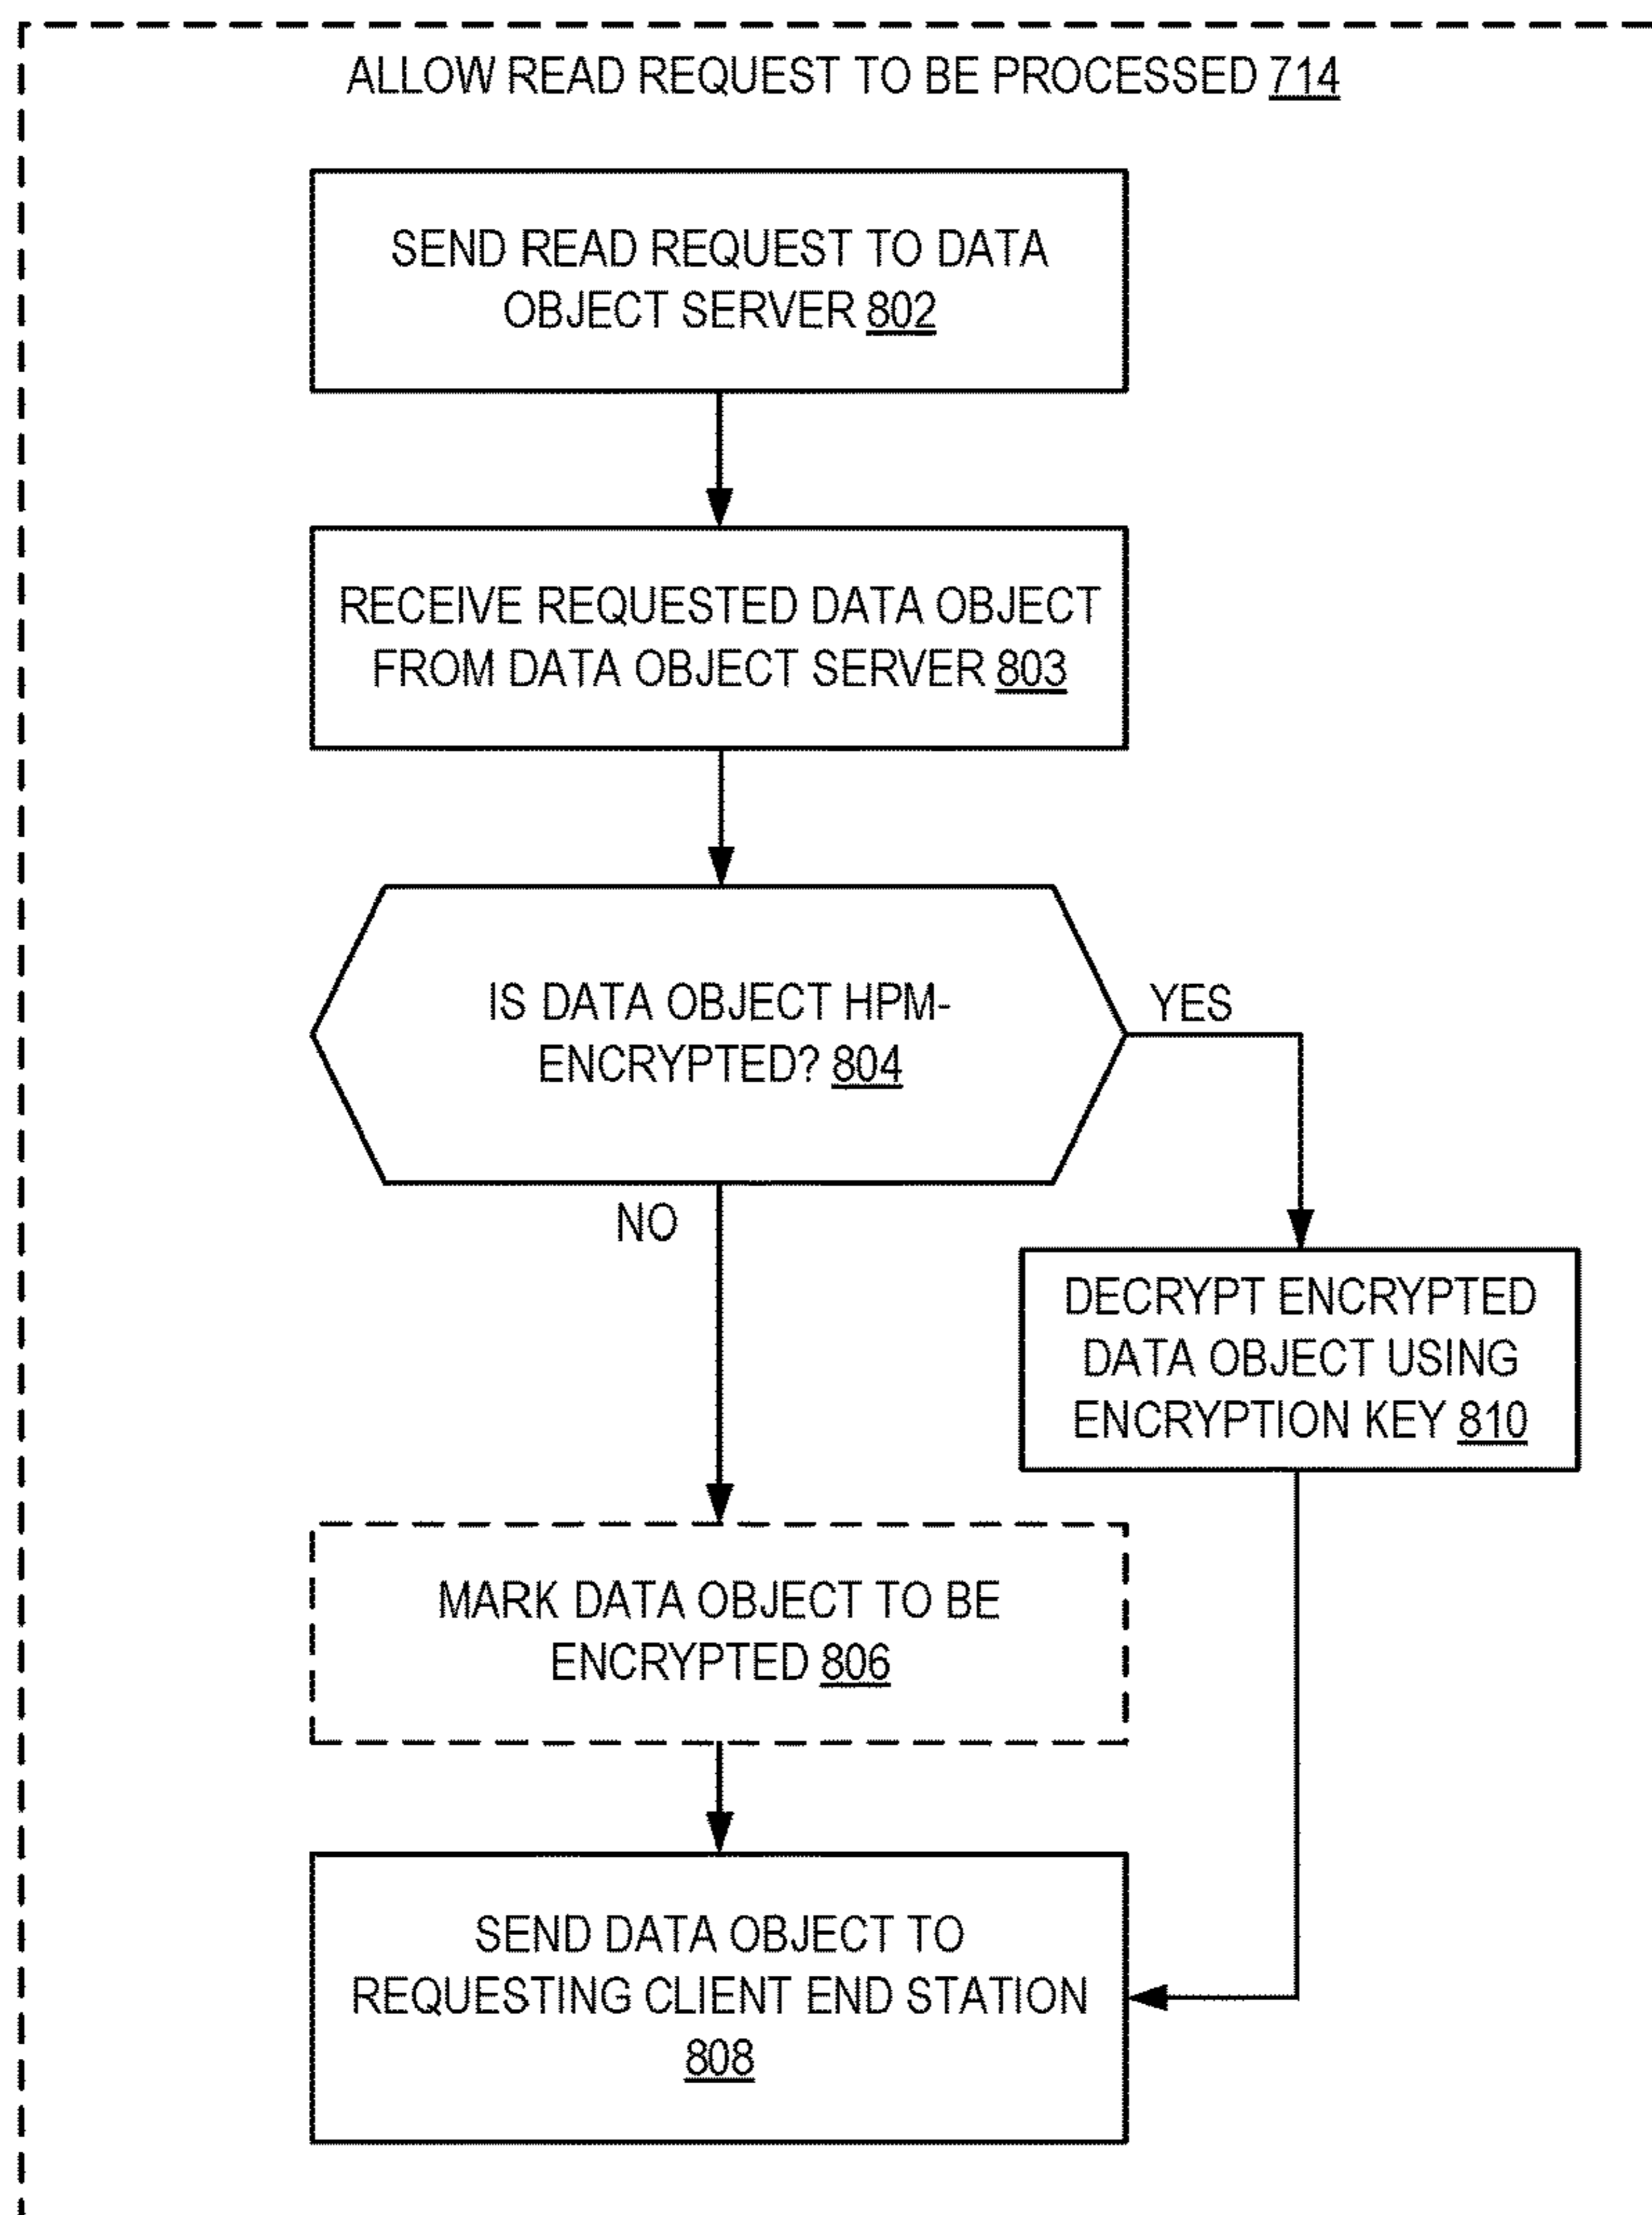 ALLOW READ REQUEST TO BE PROCESSED 714
SEND READ REQUEST TO DATA
OBJECT SERVER 802
RECEIVE REQUESTED DATA OBJECT
FROM DATA OBJECT SERVER 803
IS DATA OBJECT HPM-
ENCRYPTED? 804
YES
NO
DECRYPT ENCRYPTED
DATA OBJECT USING
ENCRYPTION KEY 810
MARK DATA OBJECT TO BE
ENCRYPTED 806
SEND DATA OBJECT TO
REQUESTING CLIENT END STATION
808